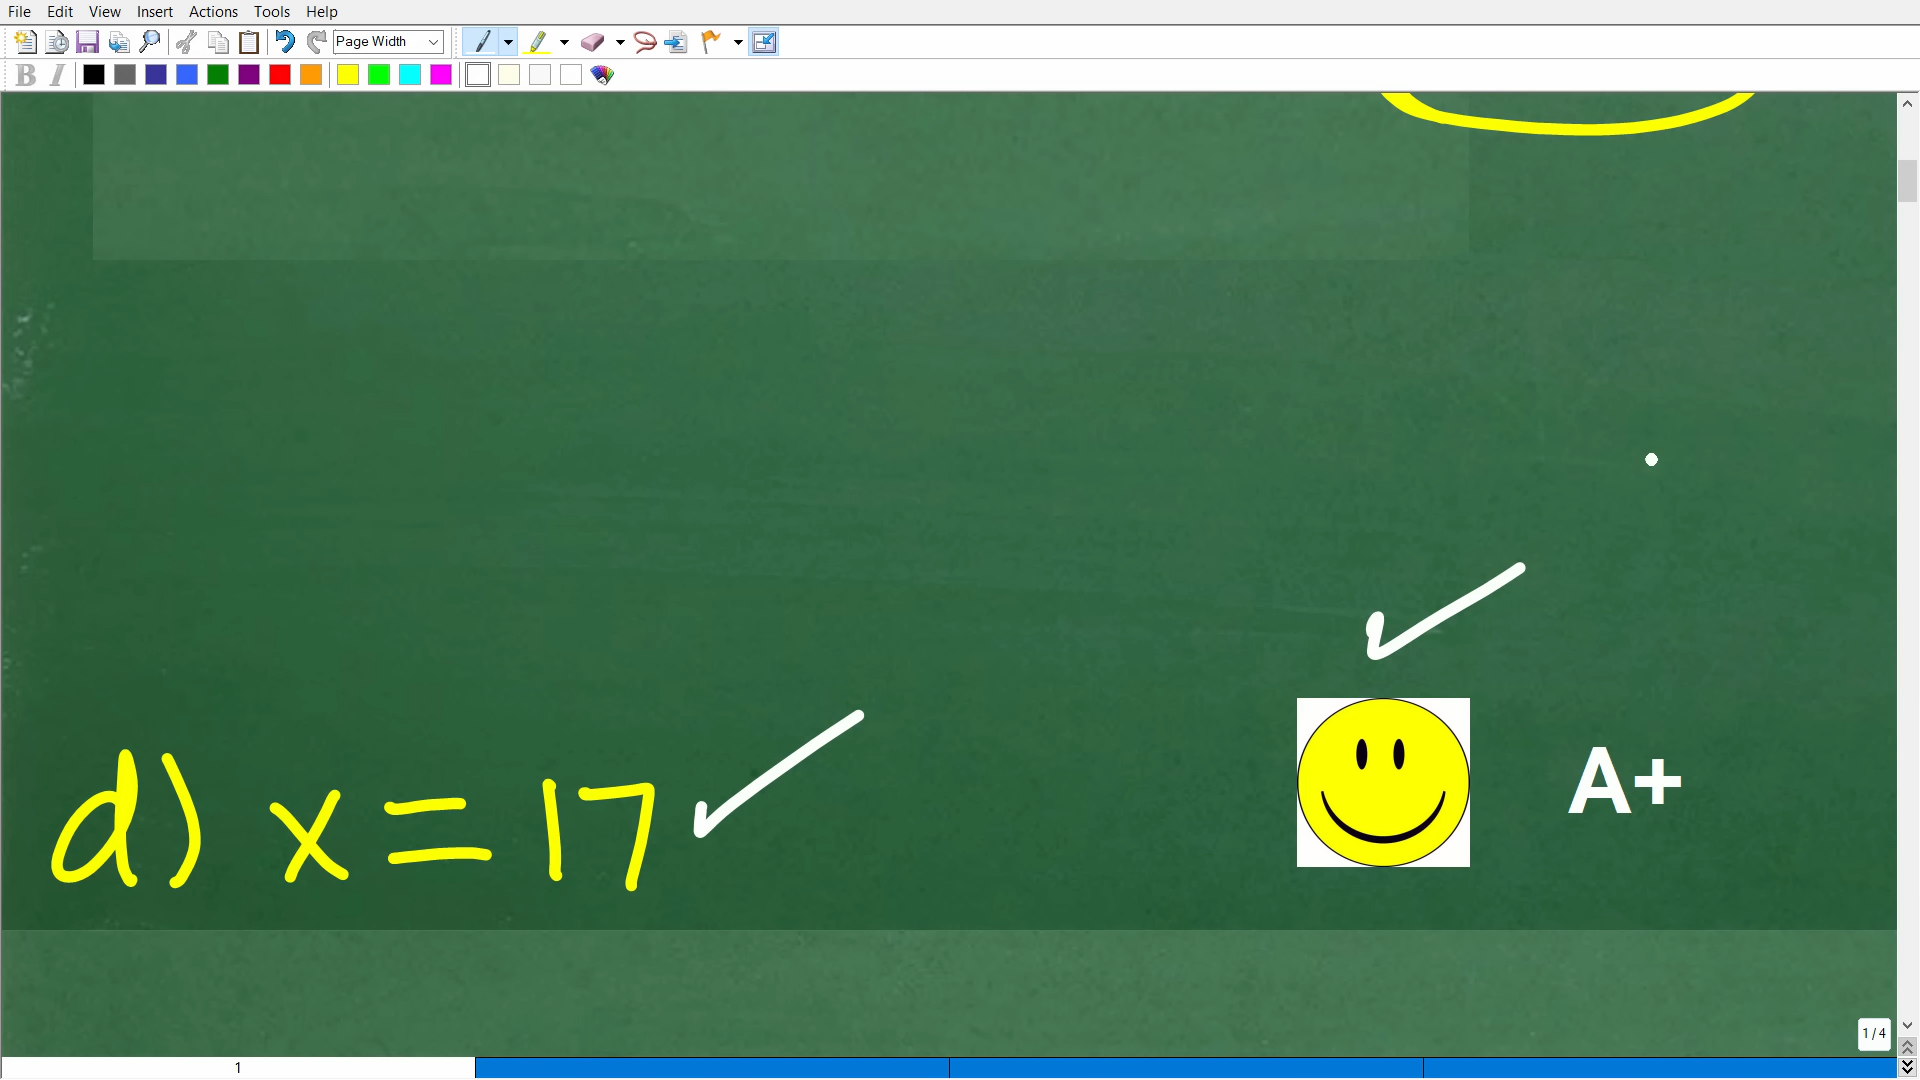 File Edit View Insert Actions Tools Help
Page Width
B I
d) x = 17
A+
1 / 4
1